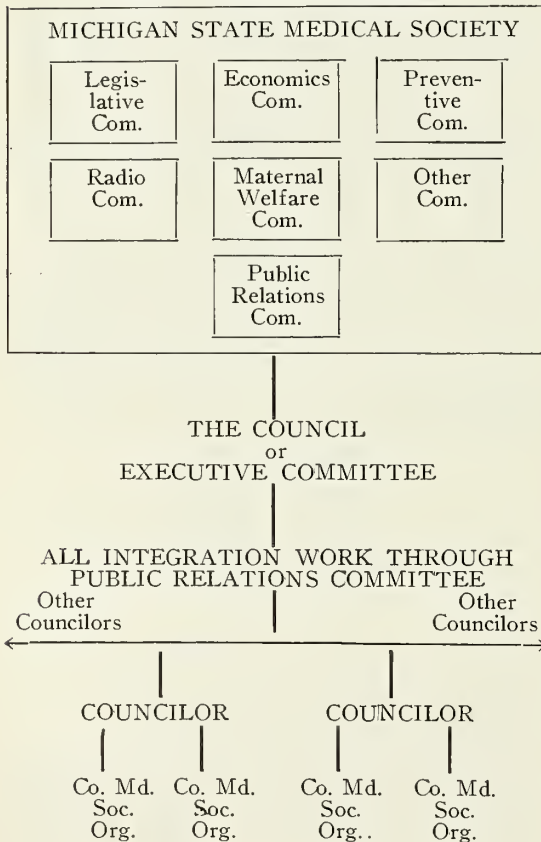 MICHIGAN STATE MEDICAL SOCIETY
Legis-
lative
Com.
Economics
Com.
Preven-
tive
Com.
Radio
Com.
Maternal
Welfare
Com.
Other
Com.
Public
Relations
Com.
THE COUNCIL
or
EXECUTIVE COMMITTEE
ALL INTEGRATION WORK THROUGH
PUBLIC RELATIONS COMMITTEE
Other
Councilors
Other
Councilors
COUNCILOR
COUNCILOR
Co. Md.
Soc.
Org.
Co. Md.
Soc.
Org.
Co. Md.
Soc.
Org..
Co. Md.
Soc.
Org.